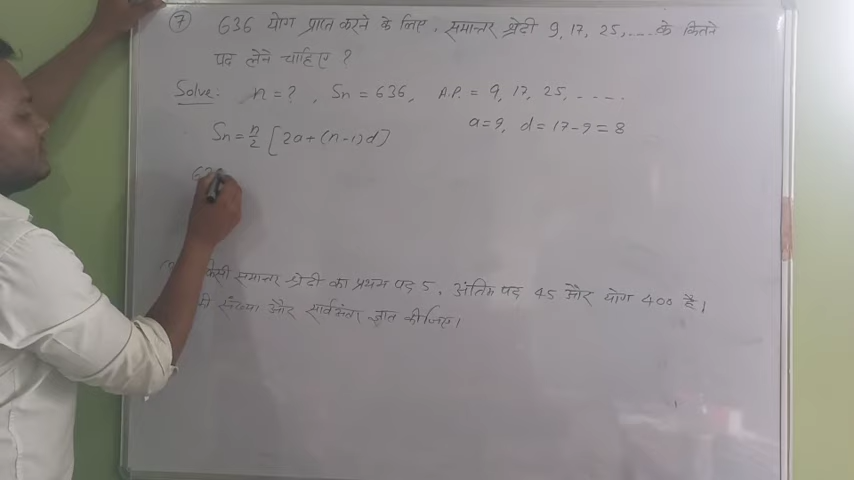 ⑦ 636 योग प्राप्त करने के लिए, समान्तर श्रेढी 9, 17, 25, .... के कितने
पद लेने चाहिए ?
Solve: n = ? , Sn = 636, A.P. = 9, 17, 25, - - - -.
a = 9, d = 17 - 9 = 8
Sn = n/2 [2a + (n-1)d]
63
किसी समान्तर श्रेढी का प्रथम पद 5, अंतिम पद 45 और योग 400 है।
संख्या और सार्वअंतर ज्ञात कीजिए।